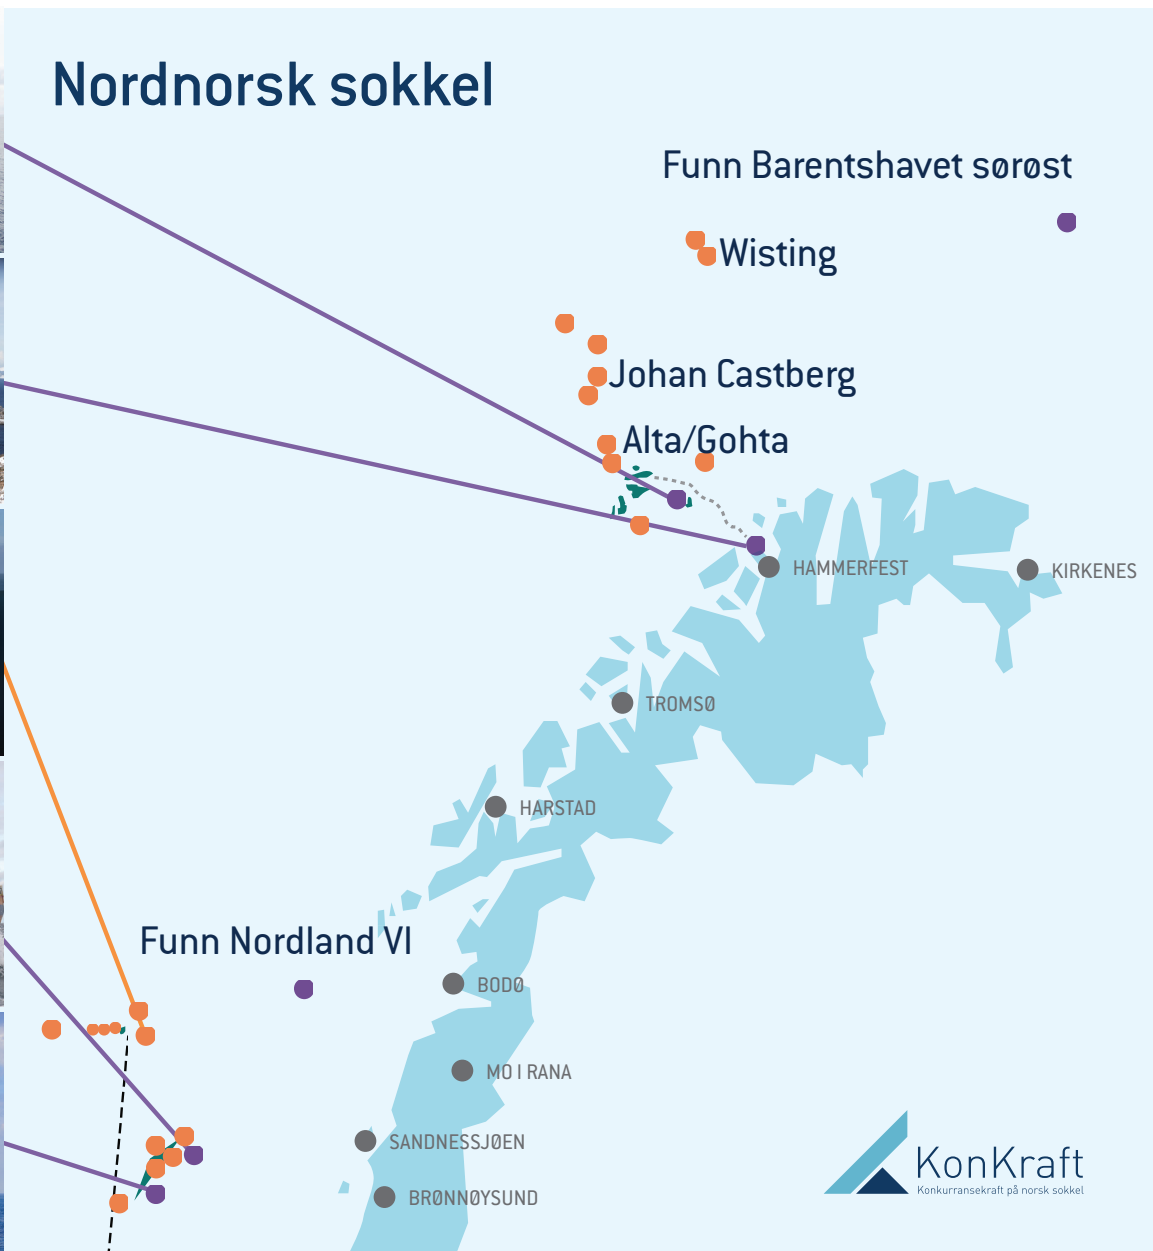 Nordnorsk sokkel
Funn Barentshavet sørøst
Wisting
Johan Castberg
Alta/Gohta
HAMMERFEST
KIRKENES
TROMSØ
HARSTAD
Funn Nordland VI
BODØ
MO I RANA
SANDNESSJØEN
BRØNNØYSUND
KonKraft
Konkurransekraft på norsk sokkel